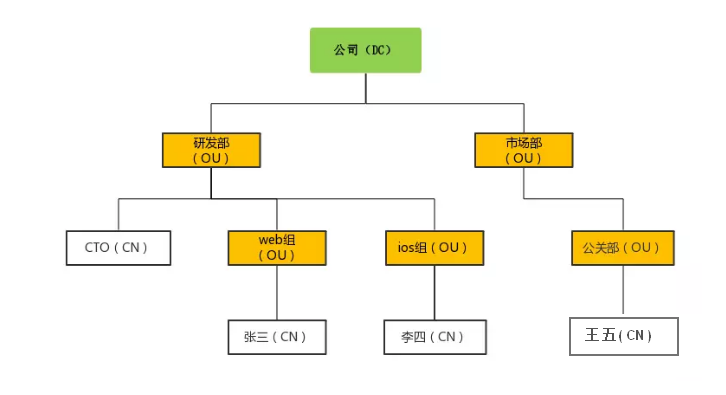 公司（DC）
研发部
（OU）
市场部
（OU）
CTO（CN）
web组
（OU）
ios组（OU）
公关部（OU）
张三（CN）
李四（CN）
王五(CN)